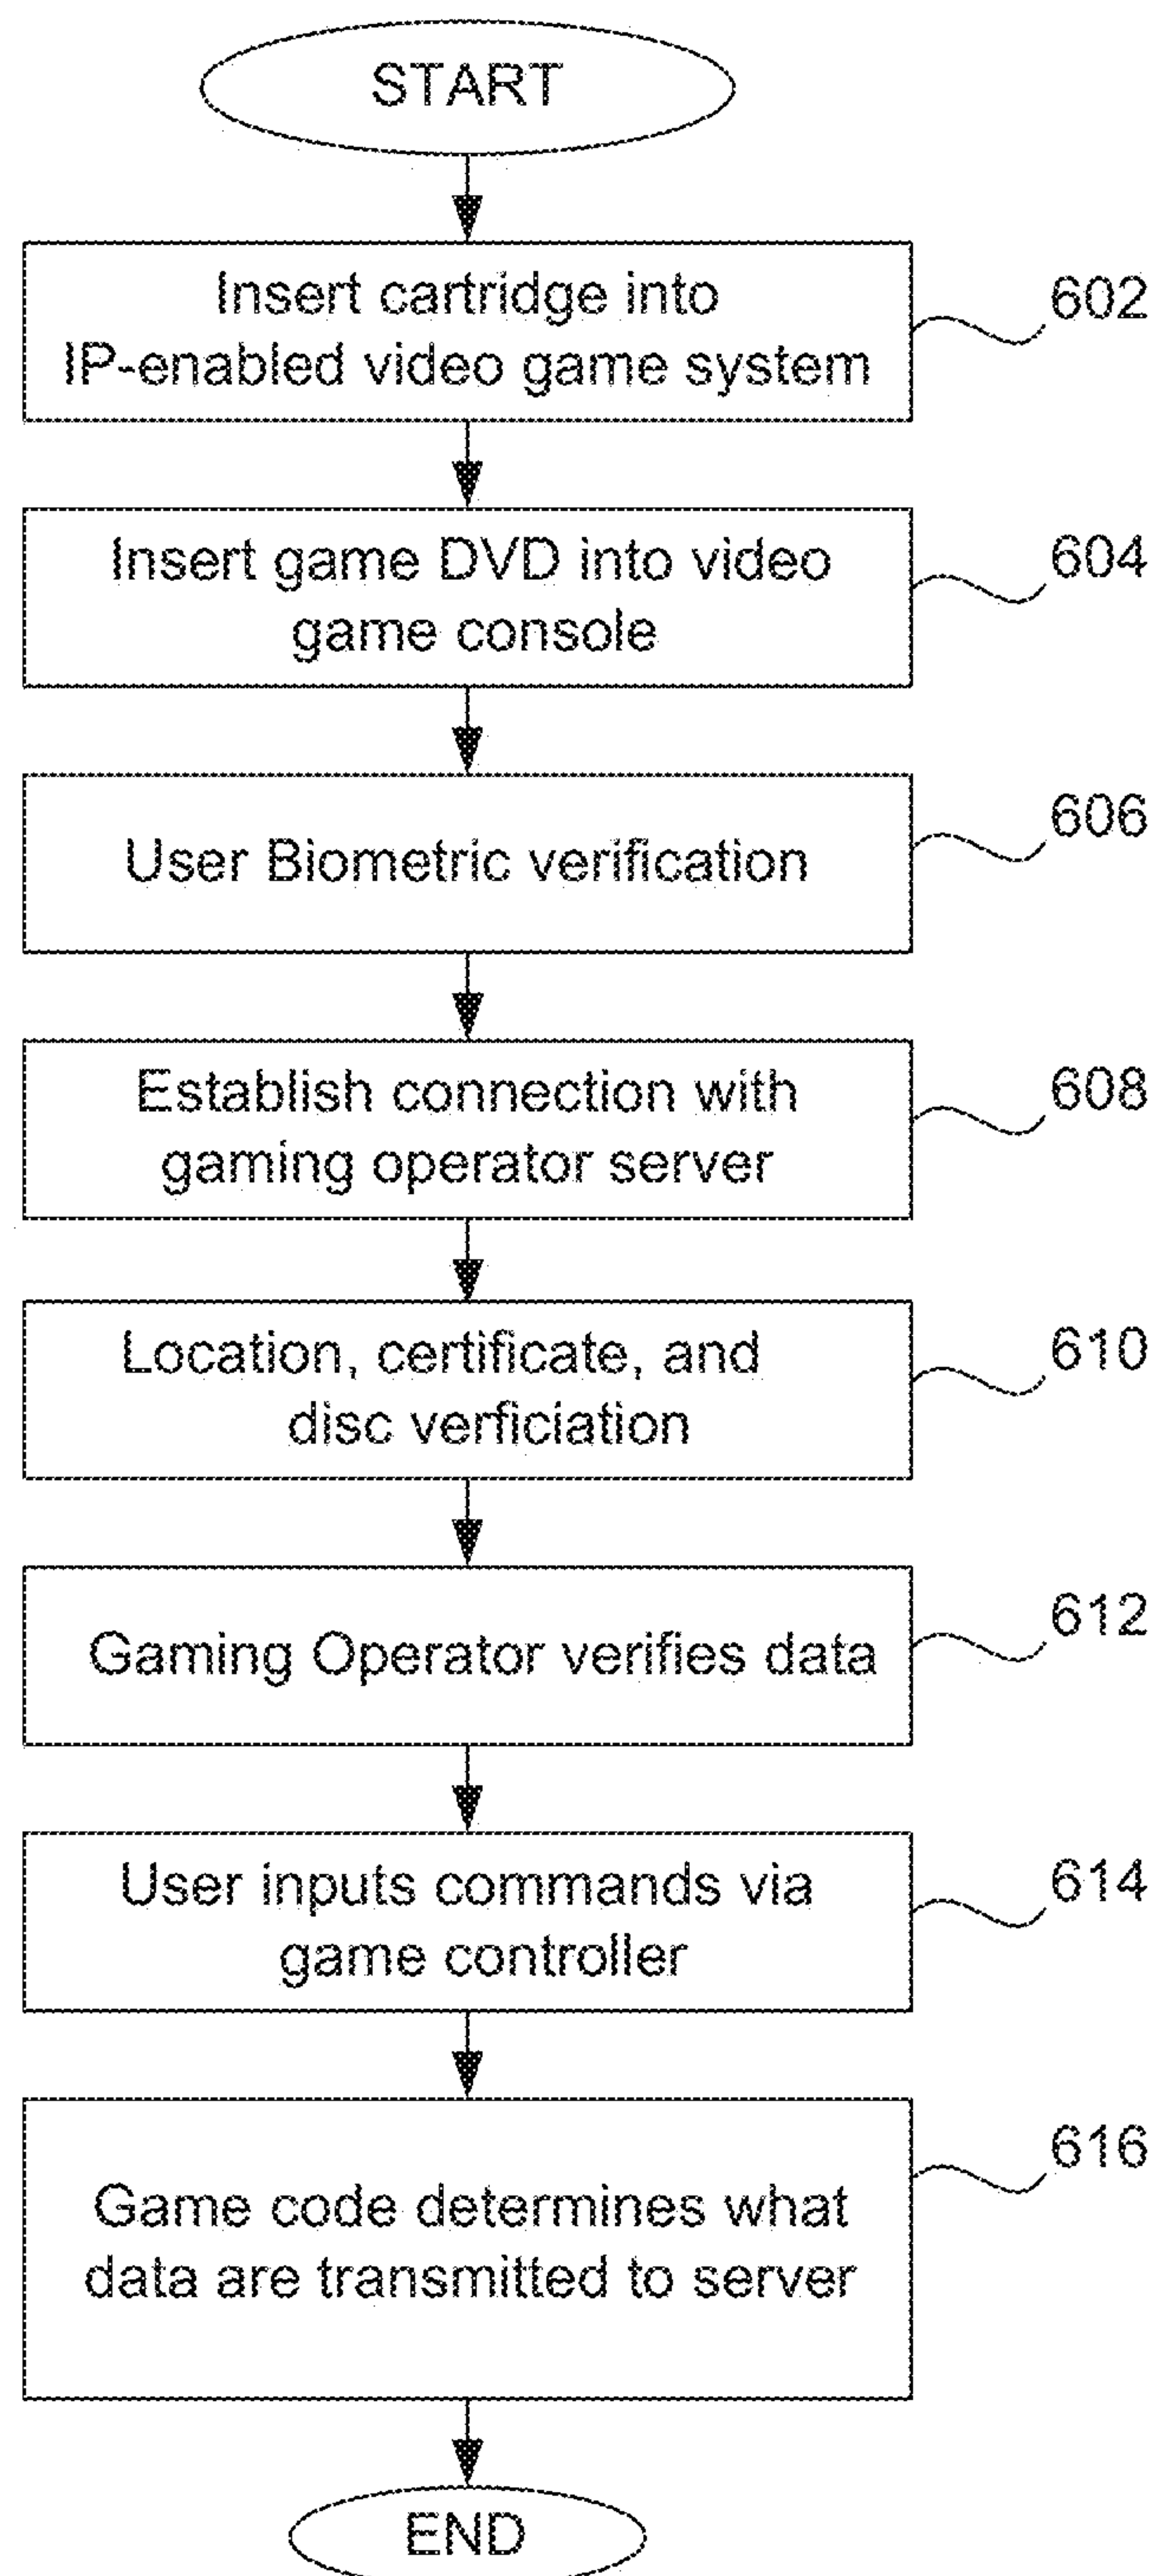 START
Insert cartridge into
IP-enabled video game system
602
Insert game DVD into video
game console
604
User Biometric verification
606
Establish connection with
gaming operator server
608
Location, certificate, and
disc verficiation
610
Gaming Operator verifies data
612
User inputs commands via
game controller
614
Game code determines what
data are transmitted to server
616
END